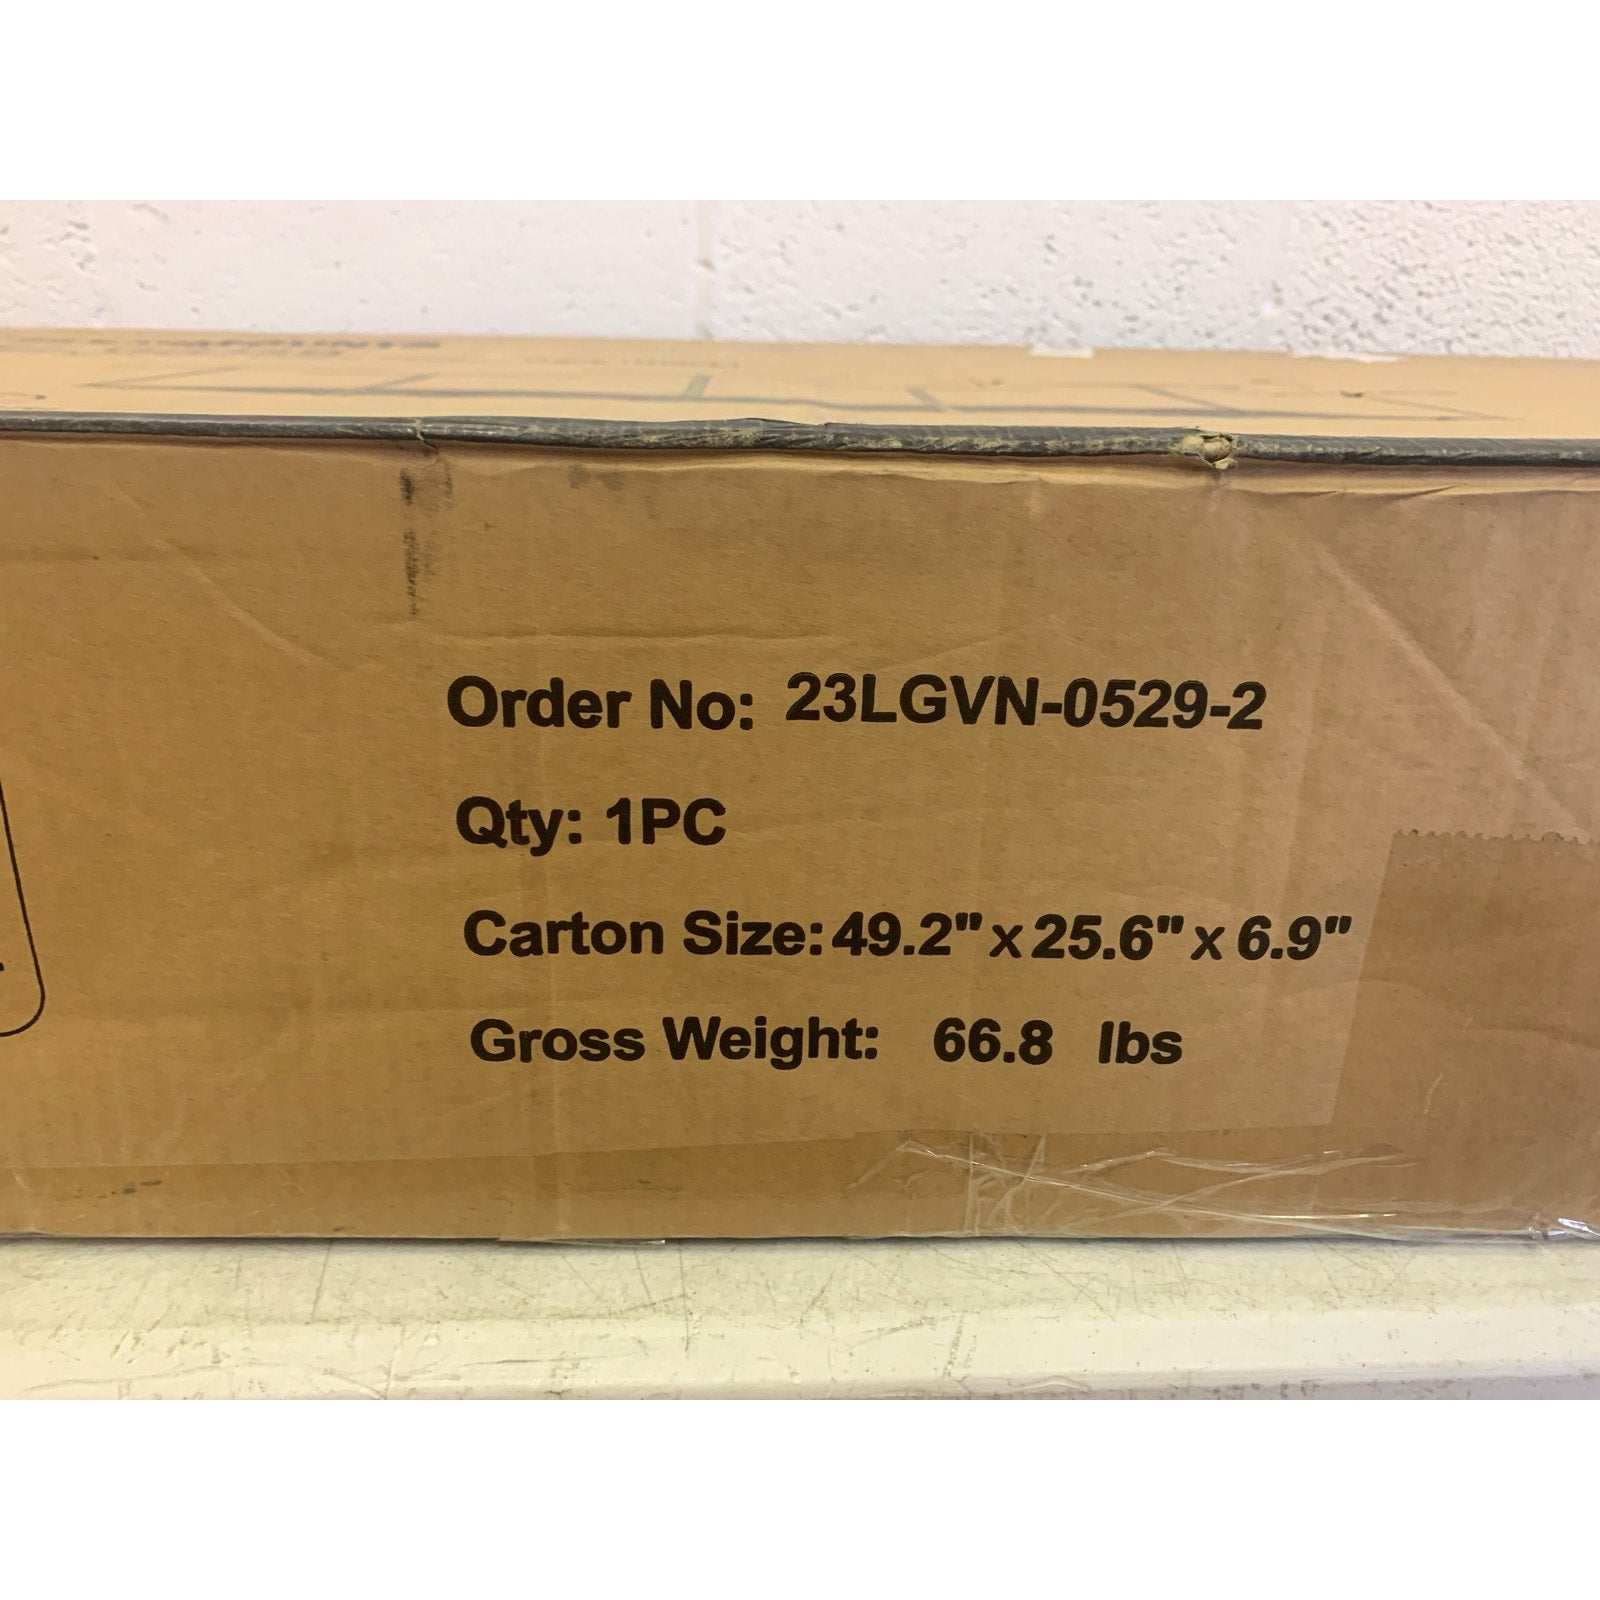 Order No: 23LGVN-0529-2
Qty: 1PC
Carton Size: 49.2" x 25.6" x 6.9"
Gross Weight: 66.8 lbs